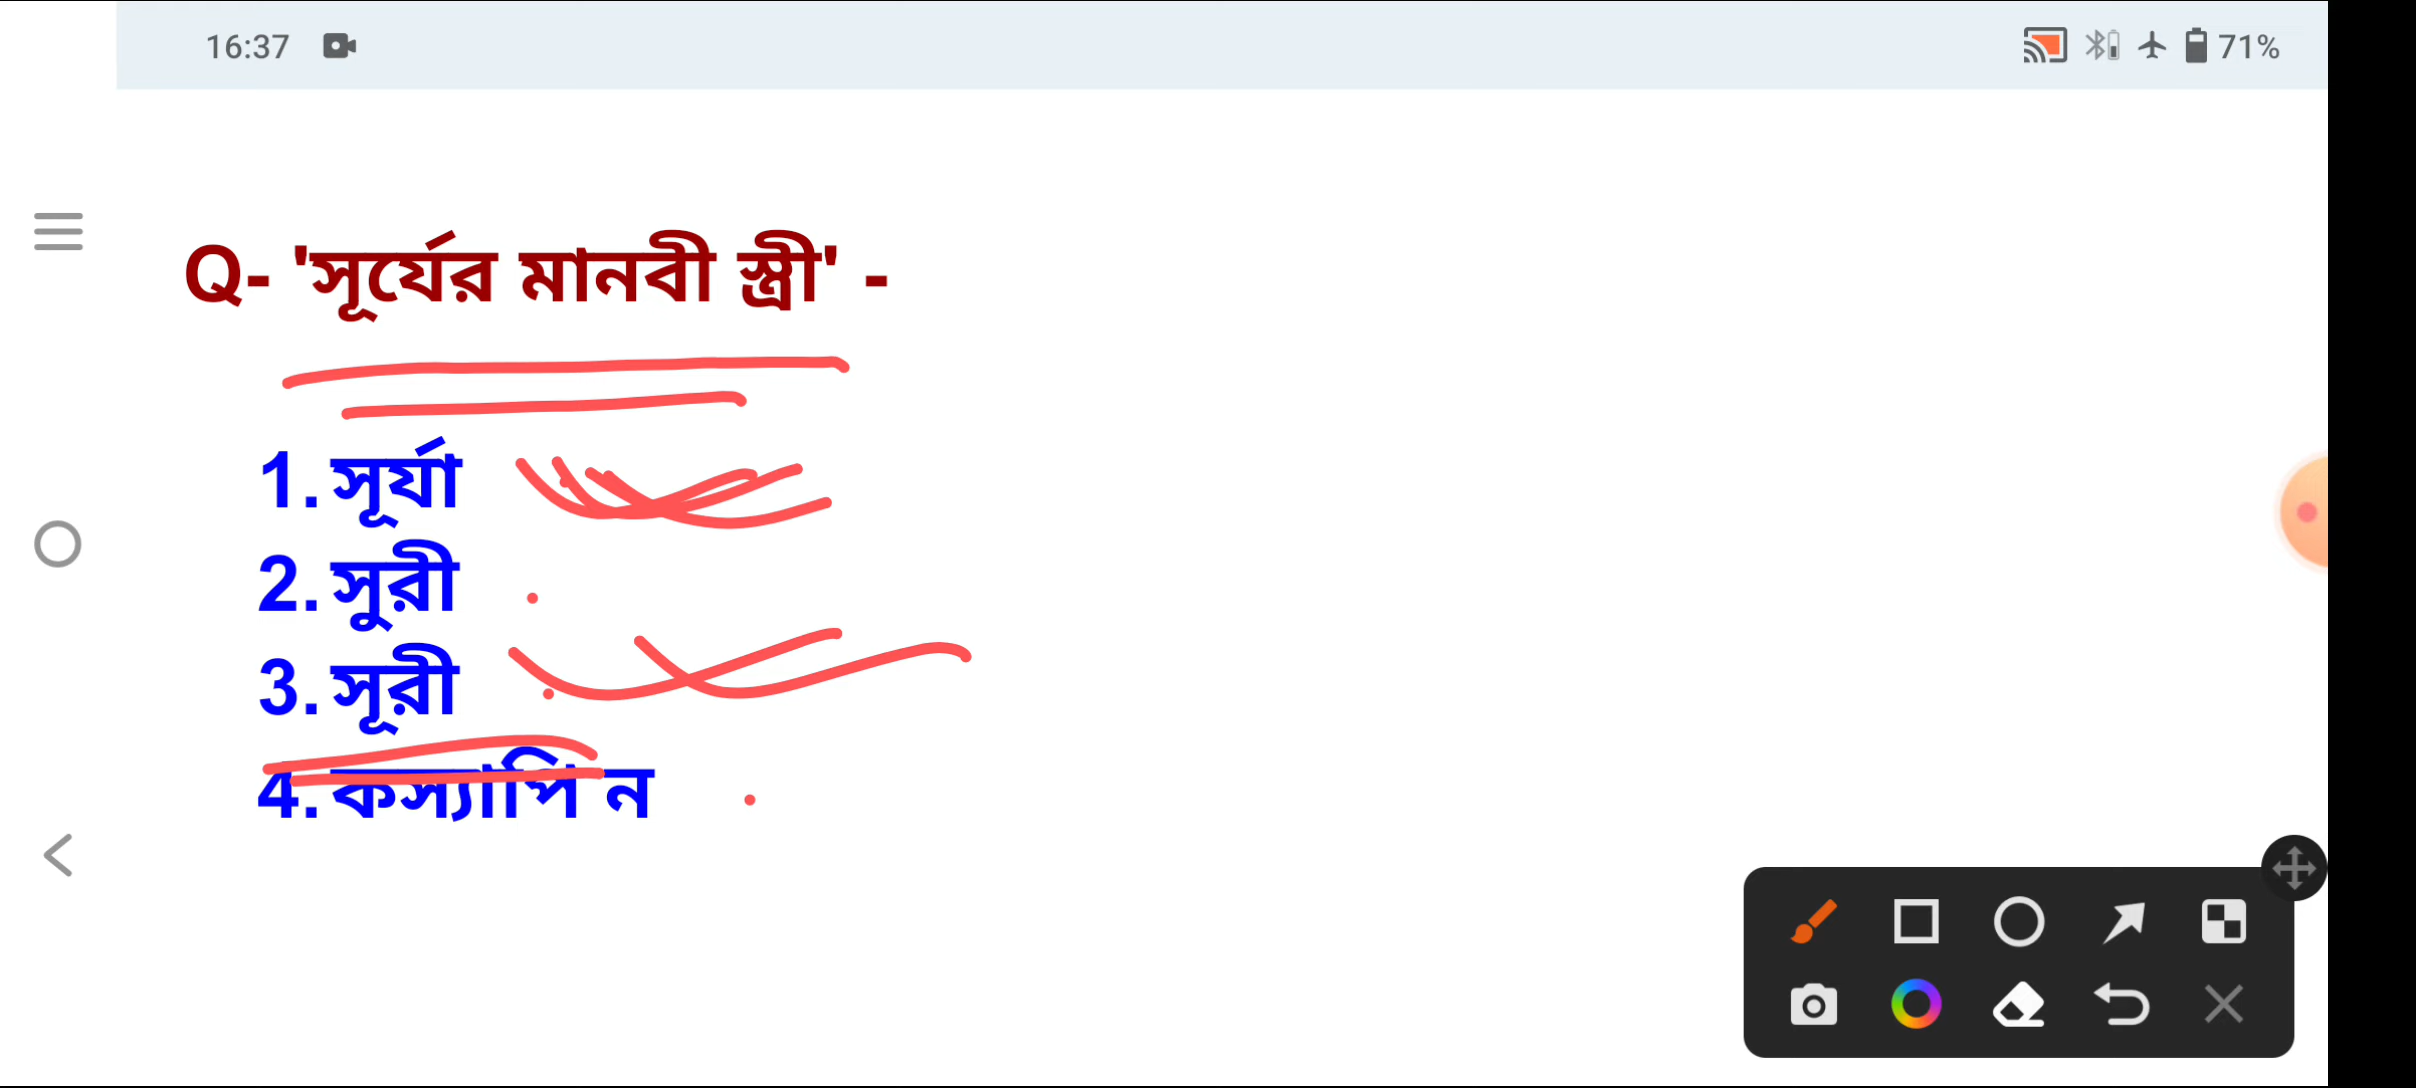 16:37 71%
Q- 'সূর্যের মানবী স্ত্রী' -
1. সূর্যা
2. সুরী
3. সূরী
4. কস্যাপি ন